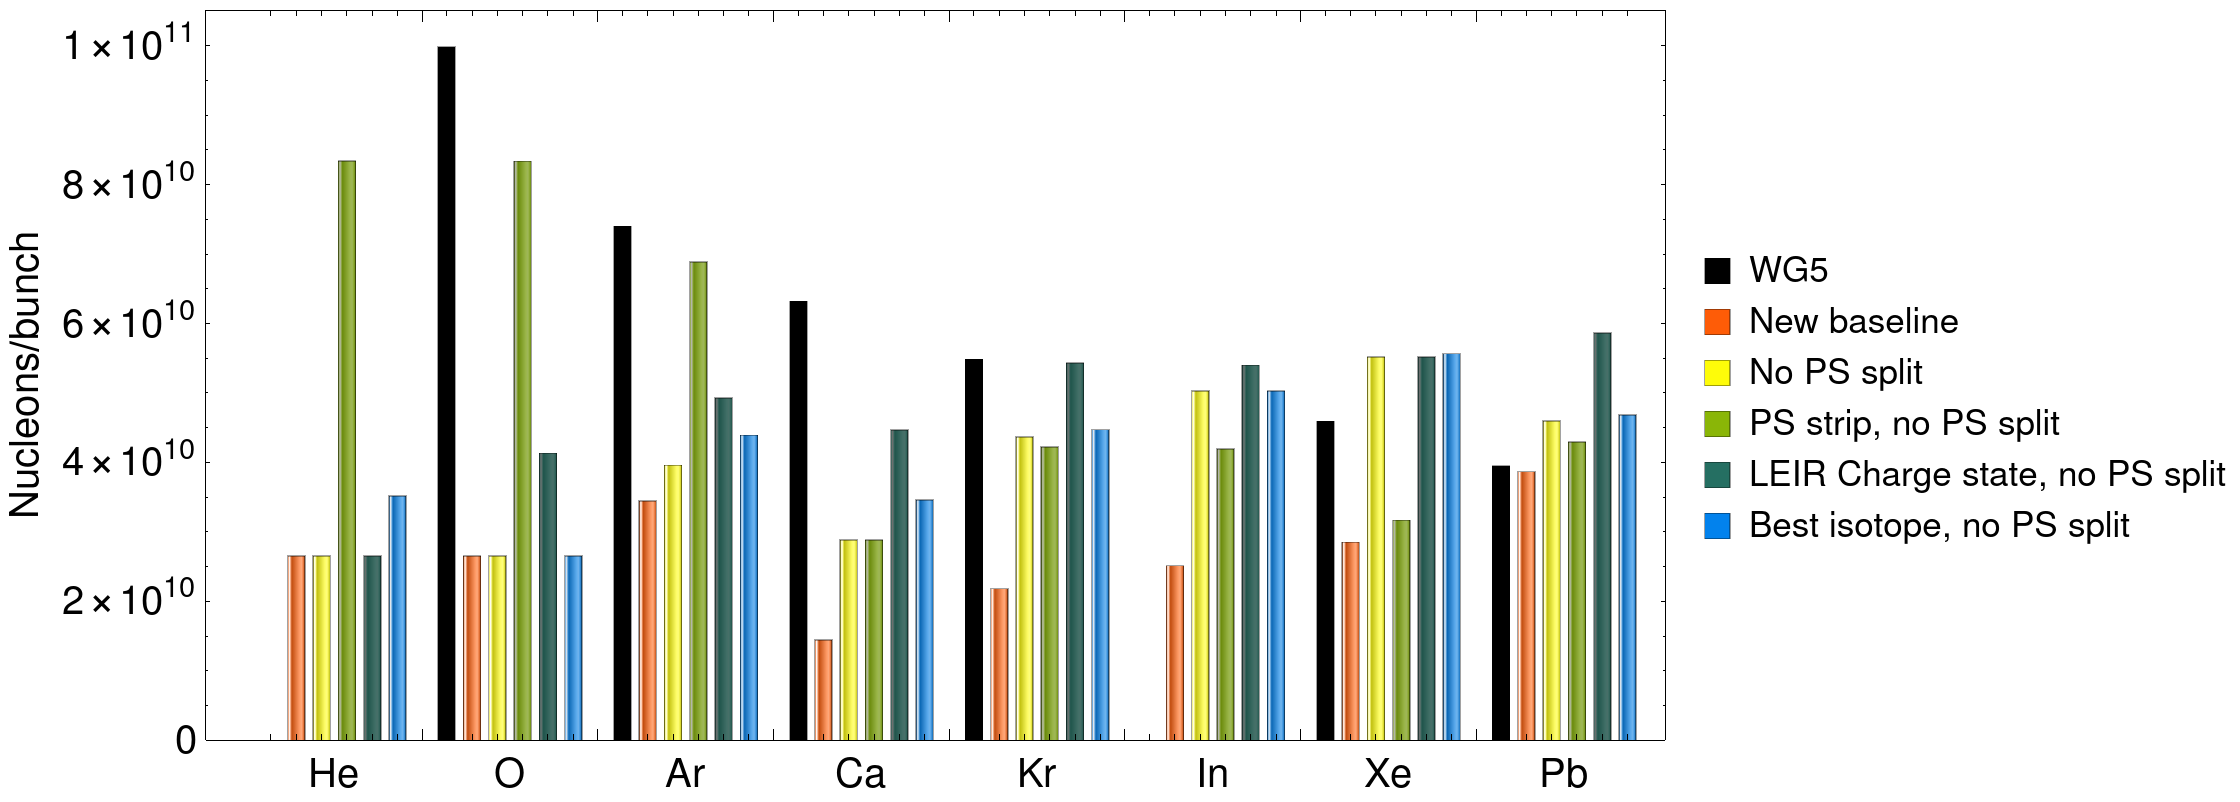 Nucleons/bunch
1×10^11
8×10^10
6×10^10
4×10^10
2×10^10
0
He O Ar Ca Kr In Xe Pb
WG5
New baseline
No PS split
PS strip, no PS split
LEIR Charge state, no PS split
Best isotope, no PS split